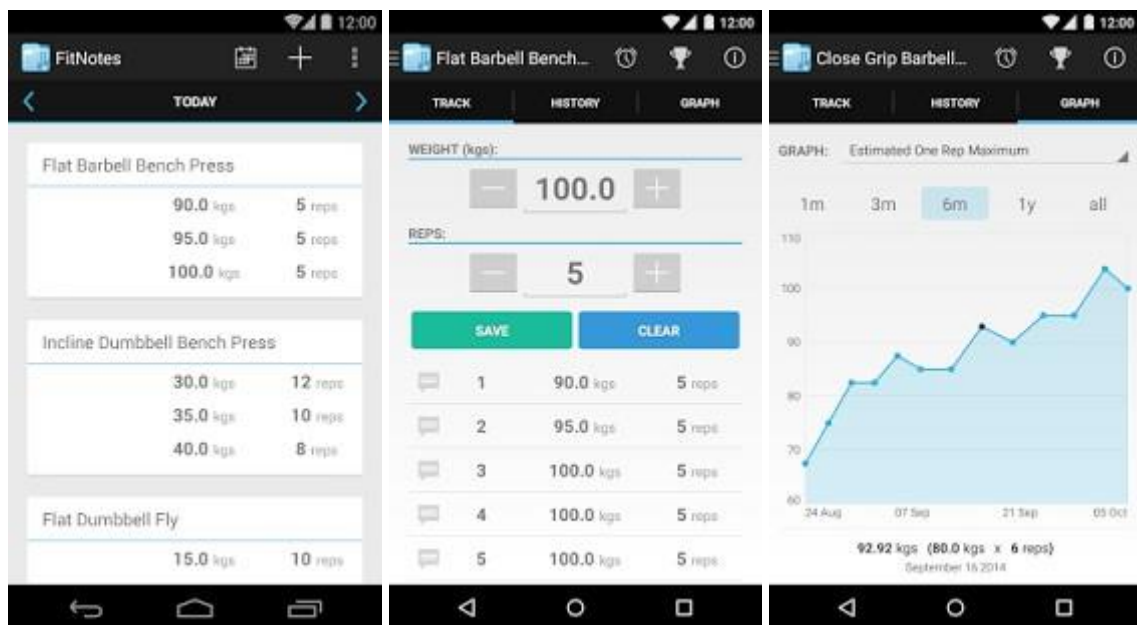 12:00
FitNotes
TODAY
Flat Barbell Bench Press
90.0 kgs 5 reps
95.0 kgs 5 reps
100.0 kgs 5 reps
Incline Dumbbell Bench Press
30.0 kgs 12 reps
35.0 kgs 10 reps
40.0 kgs 8 reps
Flat Dumbbell Fly
15.0 kgs 10 reps
12:00
Flat Barbell Bench...
TRACK HISTORY GRAPH
WEIGHT (kgs):
100.0
REPS:
5
SAVE CLEAR
1 90.0 kgs 5 reps
2 95.0 kgs 5 reps
3 100.0 kgs 5 reps
4 100.0 kgs 5 reps
5 100.0 kgs 5 reps
12:00
Close Grip Barbell...
TRACK HISTORY GRAPH
GRAPH: Estimated One Rep Maximum
1m 3m 6m 1y all
110
100
90
80
70
60
24 Aug 07 Sep 21 Sep 05 Oct
92.92 kgs (80.0 kgs x 6 reps)
September 16 2014